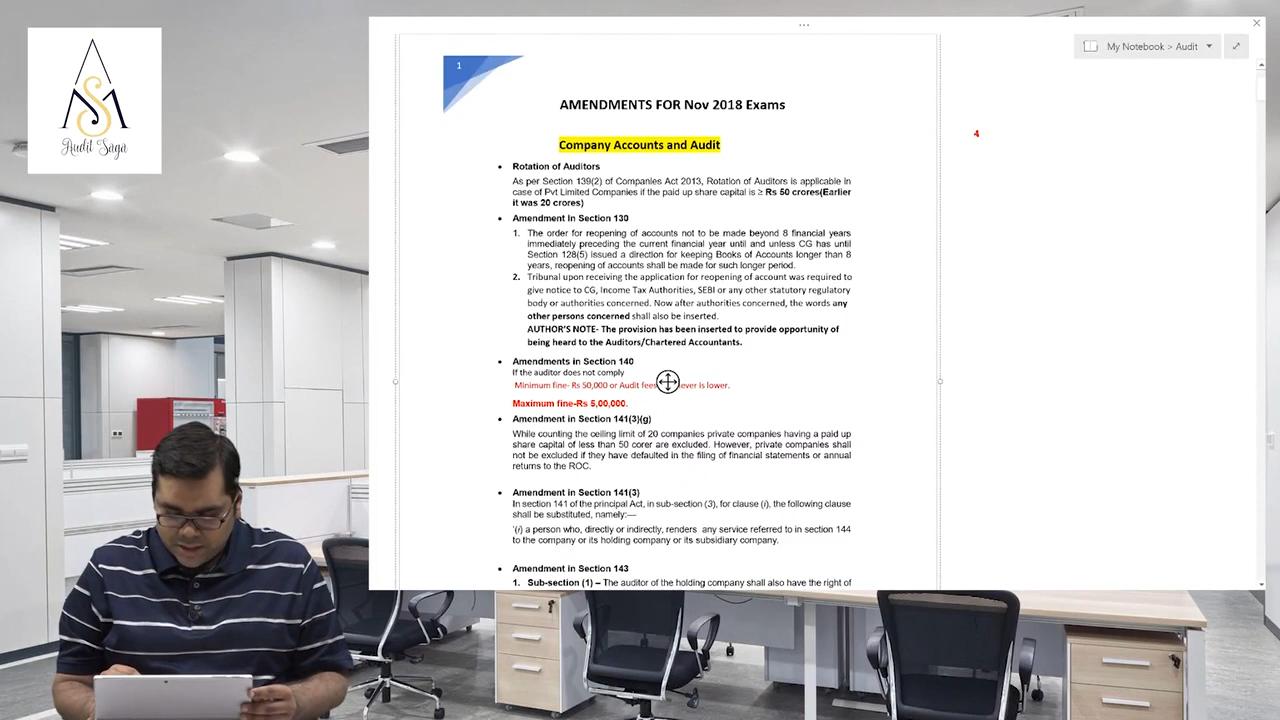 Audit Saga
My Notebook > Audit
1
AMENDMENTS FOR Nov 2018 Exams
4
Company Accounts and Audit
• Rotation of Auditors
As per Section 139(2) of Companies Act 2013, Rotation of Auditors is applicable in
case of Pvt Limited Companies if the paid up share capital is ≥ Rs 50 crores(Earlier
it was 20 crores)
• Amendment In Section 130
1. The order for reopening of accounts not to be made beyond 8 financial years
immediately preceding the current financial year until and unless CG has until
Section 128(5) issued a direction for keeping Books of Accounts longer than 8
years, reopening of accounts shall be made for such longer period.
2. Tribunal upon receiving the application for reopening of account was required to
give notice to CG, Income Tax Authorities, SEBI or any other statutory regulatory
body or authorities concerned. Now after authorities concerned, the words any
other persons concerned shall also be inserted.
AUTHOR'S NOTE- The provision has been inserted to provide opportunity of
being heard to the Auditors/Chartered Accountants.
• Amendments in Section 140
If the auditor does not comply
Minimum fine- Rs 50,000 or Audit fees ever is lower.
Maximum fine-Rs 5,00,000.
• Amendment in Section 141(3)(g)
While counting the ceiling limit of 20 companies private companies having a paid up
share capital of less than 50 corer are excluded. However, private companies shall
not be excluded if they have defaulted in the filing of financial statements or annual
returns to the ROC.
• Amendment in Section 141(3)
In section 141 of the principal Act, in sub-section (3), for clause (i), the following clause
shall be substituted, namely:—
'(i) a person who, directly or indirectly, renders any service referred to in section 144
to the company or its holding company or its subsidiary company.
• Amendment in Section 143
1. Sub-section (1) – The auditor of the holding company shall also have the right of